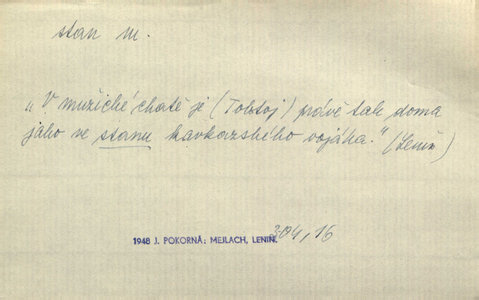 stan m.
„V mužické chatě je (Tolstoj) právě tak doma
jako ve stanu kavkazského vojáka." (Lenin)
1948 J. POKORNÁ: MEJLACH, LENIN, 304, 16